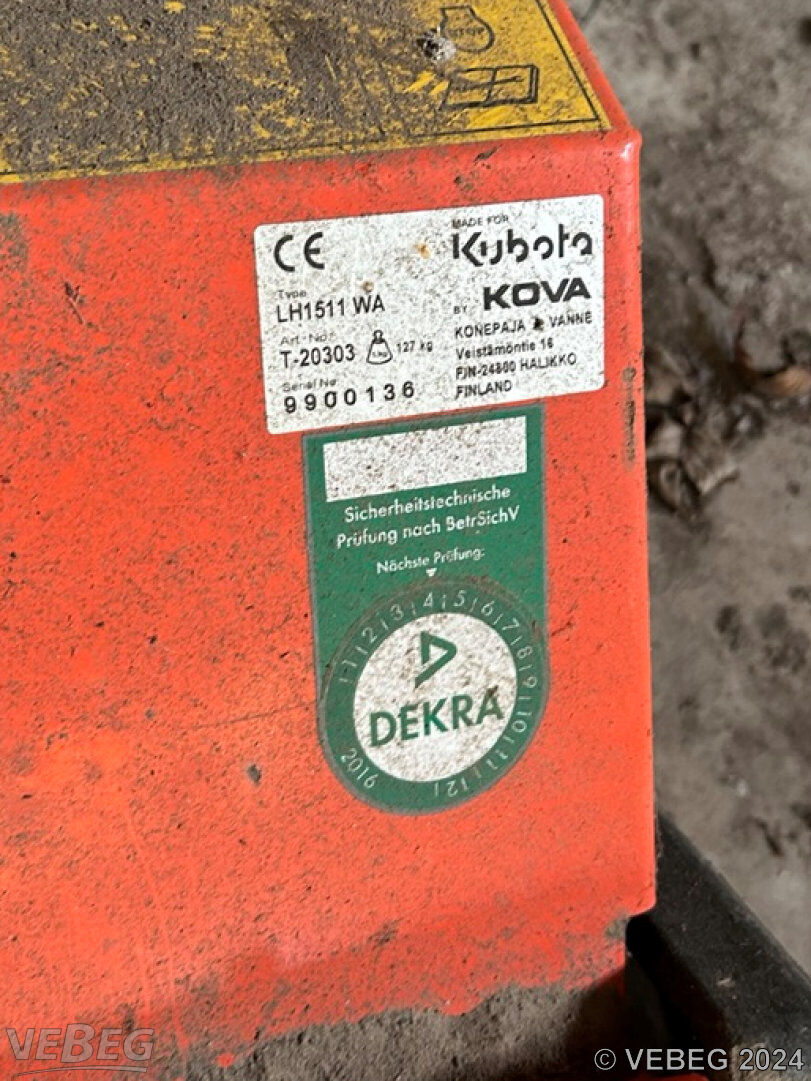 CE
MADE FOR
Kubota
Type
LH1511 WA
BY KOVA
Art. No:
T-20303
127 kg
KONEPAJA VANNE
Veistämöntie 16
FIN-24800 HALIKKO
FINLAND
Serial No
9900136
Sicherheitstechnische
Prüfung nach BetrSichV
Nächste Prüfung:
1 2 3 4 5 6 7 8 9 10 11 12
2016
DEKRA
VEBEG
© VEBEG 2024